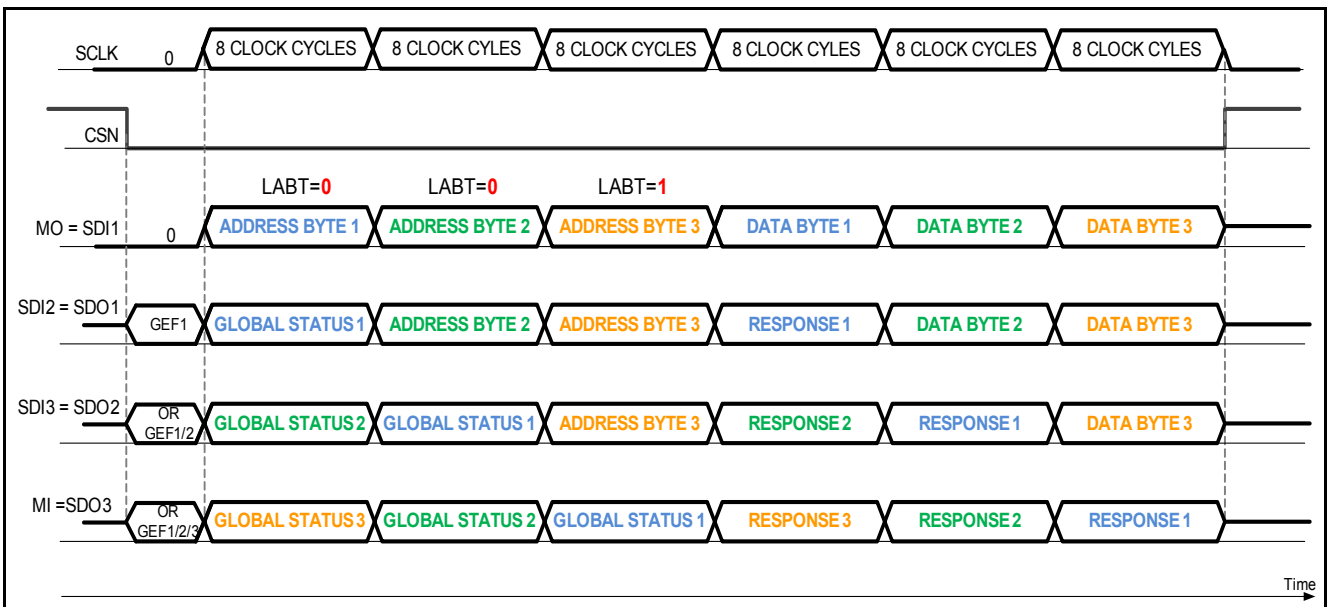 SCLK 0 8 CLOCK CYCLES 8 CLOCK CYLES 8 CLOCK CYCLES 8 CLOCK CYLES 8 CLOCK CYCLES 8 CLOCK CYLES
CSN
LABT=0 LABT=0 LABT=1
MO = SDI1 0 ADDRESS BYTE 1 ADDRESS BYTE 2 ADDRESS BYTE 3 DATA BYTE 1 DATA BYTE 2 DATA BYTE 3
SDI2 = SDO1 GEF1 GLOBAL STATUS 1 ADDRESS BYTE 2 ADDRESS BYTE 3 RESPONSE 1 DATA BYTE 2 DATA BYTE 3
SDI3 = SDO2 OR GEF1/2 GLOBAL STATUS 2 GLOBAL STATUS 1 ADDRESS BYTE 3 RESPONSE 2 RESPONSE 1 DATA BYTE 3
MI =SDO3 OR GEF1/2/3 GLOBAL STATUS 3 GLOBAL STATUS 2 GLOBAL STATUS 1 RESPONSE 3 RESPONSE 2 RESPONSE 1
Time